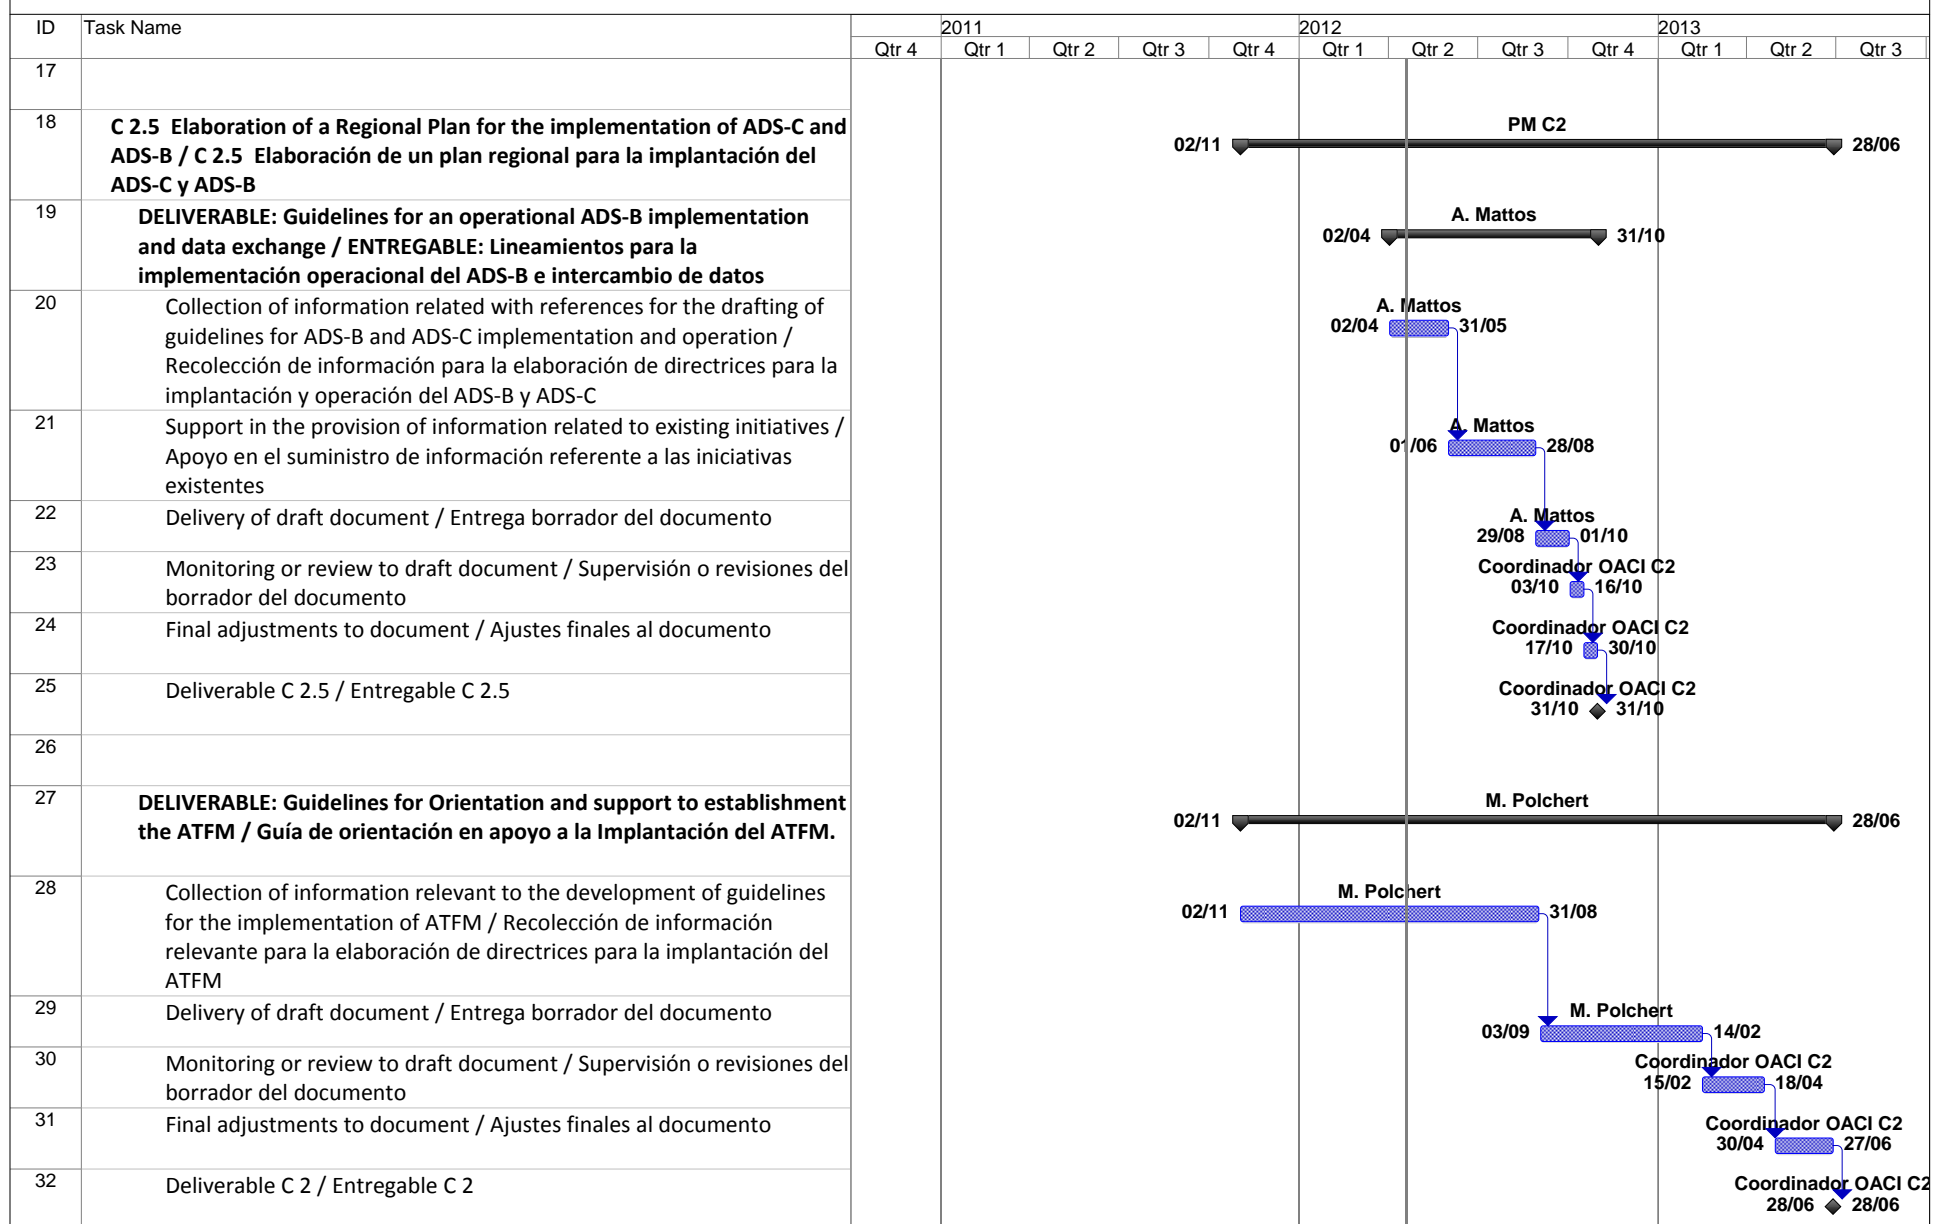 ID Task Name 2011 2012 2013
Qtr 4 Qtr 1 Qtr 2 Qtr 3 Qtr 4 Qtr 1 Qtr 2 Qtr 3 Qtr 4 Qtr 1 Qtr 2 Qtr 3
17
18 C 2.5 Elaboration of a Regional Plan for the implementation of ADS-C and
ADS-B / C 2.5 Elaboración de un plan regional para la implantación del
ADS-C y ADS-B
PM C2
02/11 28/06
19 DELIVERABLE: Guidelines for an operational ADS-B implementation
and data exchange / ENTREGABLE: Lineamientos para la
implementación operacional del ADS-B e intercambio de datos
A. Mattos
02/04 31/10
20 Collection of information related with references for the drafting of
guidelines for ADS-B and ADS-C implementation and operation /
Recolección de información para la elaboración de directrices para la
implantación y operación del ADS-B y ADS-C
A. Mattos
02/04 31/05
21 Support in the provision of information related to existing initiatives /
Apoyo en el suministro de información referente a las iniciativas
existentes
A. Mattos
01/06 28/08
22 Delivery of draft document / Entrega borrador del documento
A. Mattos
29/08 01/10
23 Monitoring or review to draft document / Supervisión o revisiones del
borrador del documento
Coordinador OACI C2
03/10 16/10
24 Final adjustments to document / Ajustes finales al documento
Coordinador OACI C2
17/10 30/10
25 Deliverable C 2.5 / Entregable C 2.5
Coordinador OACI C2
31/10 31/10
26
27 DELIVERABLE: Guidelines for Orientation and support to establishment
the ATFM / Guía de orientación en apoyo a la Implantación del ATFM.
M. Polchert
02/11 28/06
28 Collection of information relevant to the development of guidelines
for the implementation of ATFM / Recolección de información
relevante para la elaboración de directrices para la implantación del
ATFM
M. Polchert
02/11 31/08
29 Delivery of draft document / Entrega borrador del documento
M. Polchert
03/09 14/02
30 Monitoring or review to draft document / Supervisión o revisiones del
borrador del documento
Coordinador OACI C2
15/02 18/04
31 Final adjustments to document / Ajustes finales al documento
Coordinador OACI C2
30/04 27/06
32 Deliverable C 2 / Entregable C 2
Coordinador OACI C2
28/06 28/06